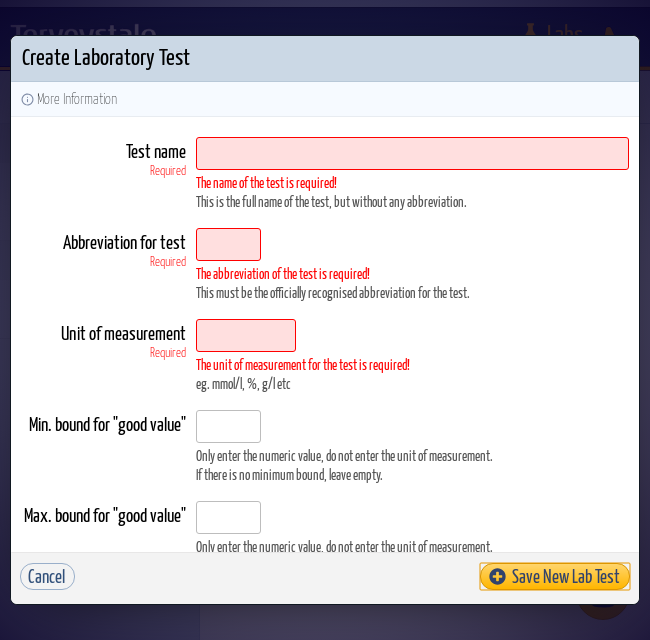 Terveystalo
Labs
Create Laboratory Test
More Information
Test name
Required
The name of the test is required!
This is the full name of the test, but without any abbreviation.
Abbreviation for test
Required
The abbreviation of the test is required!
This must be the officially recognised abbreviation for the test.
Unit of measurement
Required
The unit of measurement for the test is required!
eg. mmol/l, %, g/l etc
Min. bound for "good value"
Only enter the numeric value, do not enter the unit of measurement.
If there is no minimum bound, leave empty.
Max. bound for "good value"
Only enter the numeric value, do not enter the unit of measurement.
Cancel
Save New Lab Test